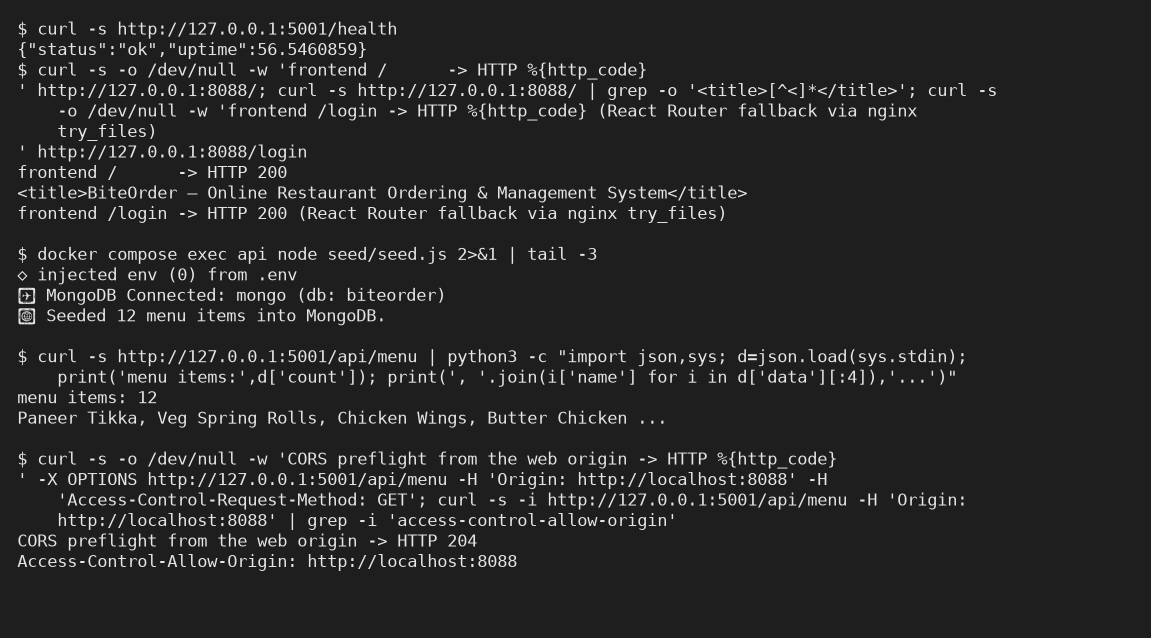 $ curl -s http://127.0.0.1:5001/health
{"status":"ok","uptime":56.5460859}
$ curl -s -o /dev/null -w 'frontend /      -> HTTP %{http_code}
' http://127.0.0.1:8088/; curl -s http://127.0.0.1:8088/ | grep -o '<title>[^<]*</title>'; curl -s
    -o /dev/null -w 'frontend /login -> HTTP %{http_code} (React Router fallback via nginx
    try_files)
' http://127.0.0.1:8088/login
frontend /      -> HTTP 200
<title>BiteOrder — Online Restaurant Ordering & Management System</title>
frontend /login -> HTTP 200 (React Router fallback via nginx try_files)

$ docker compose exec api node seed/seed.js 2>&1 | tail -3
◇ injected env (0) from .env
MongoDB Connected: mongo (db: biteorder)
Seeded 12 menu items into MongoDB.

$ curl -s http://127.0.0.1:5001/api/menu | python3 -c "import json,sys; d=json.load(sys.stdin);
    print('menu items:',d['count']); print(', '.join(i['name'] for i in d['data'][:4]),'...')"
menu items: 12
Paneer Tikka, Veg Spring Rolls, Chicken Wings, Butter Chicken ...

$ curl -s -o /dev/null -w 'CORS preflight from the web origin -> HTTP %{http_code}
' -X OPTIONS http://127.0.0.1:5001/api/menu -H 'Origin: http://localhost:8088' -H
    'Access-Control-Request-Method: GET'; curl -s -i http://127.0.0.1:5001/api/menu -H 'Origin:
    http://localhost:8088' | grep -i 'access-control-allow-origin'
CORS preflight from the web origin -> HTTP 204
Access-Control-Allow-Origin: http://localhost:8088